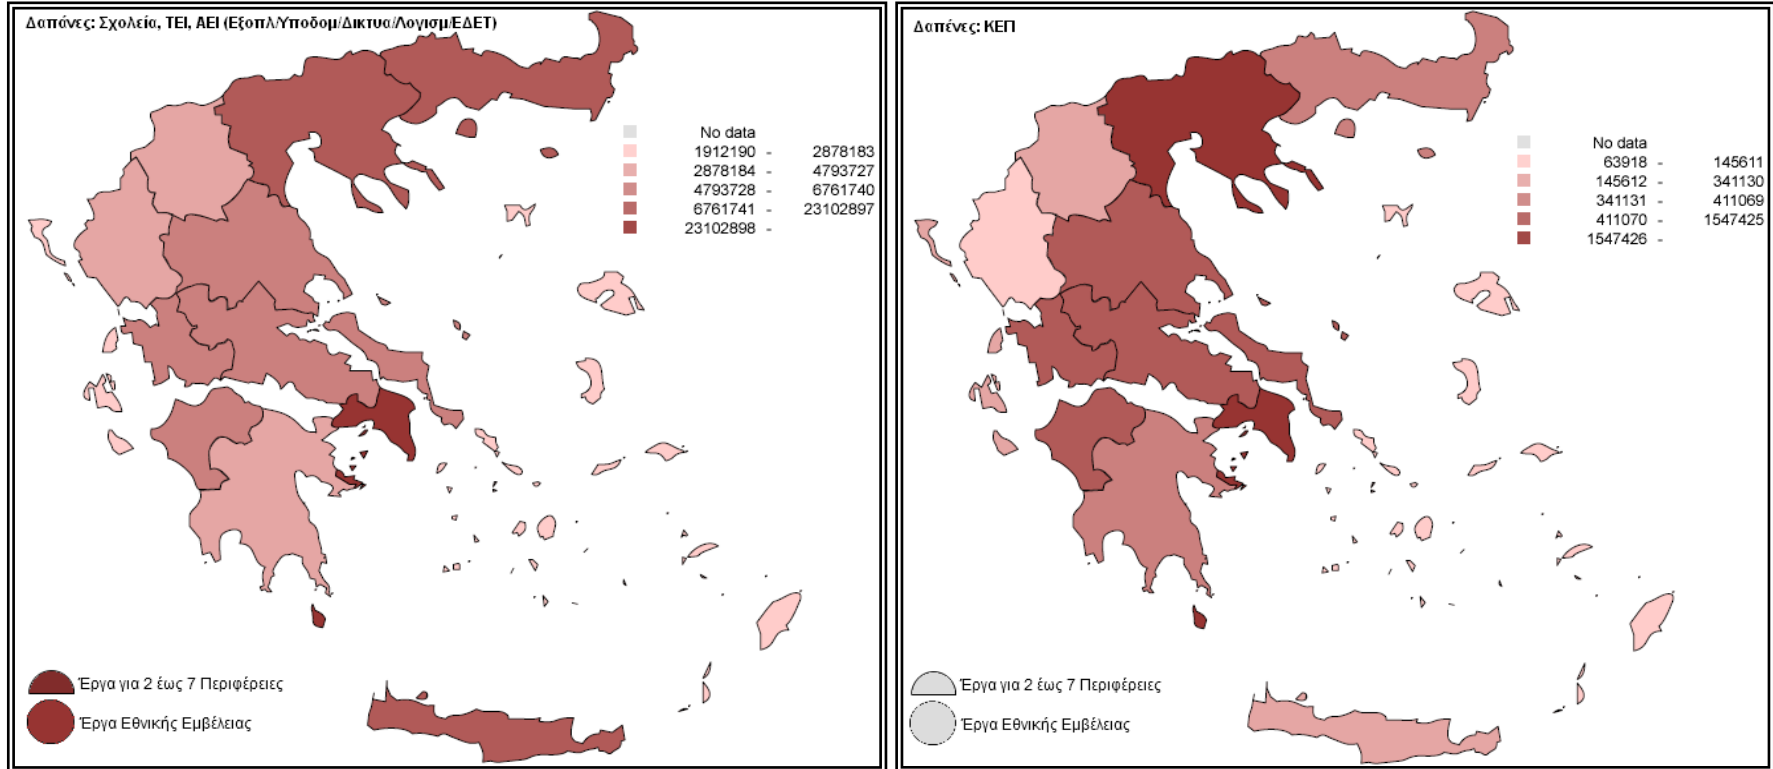 Δαπάνες: Σχολεία, ΤΕΙ, ΑΕΙ (Εξοπλ/Υποδομ/Δικτυα/Λογισμ/ΕΔΕΤ)
No data
1912190 - 2878183
2878184 - 4793727
4793728 - 6761740
6761741 - 23102897
23102898 -
Έργα για 2 έως 7 Περιφέρειες
Έργα Εθνικής Εμβέλειας
Δαπένες: ΚΕΠ
No data
63918 - 145611
145612 - 341130
341131 - 411069
411070 - 1547425
1547426 -
Έργα για 2 έως 7 Περιφέρειες
Έργα Εθνικής Εμβέλειας